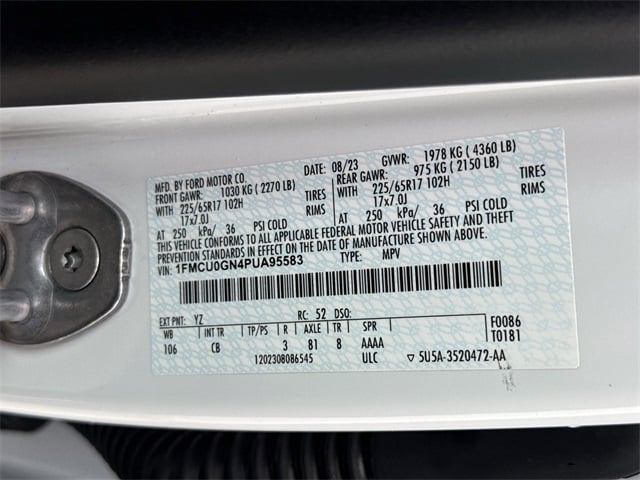 MFD. BY FORD MOTOR CO. 08/23 GVWR: 1978 KG ( 4360 LB)
FRONT GAWR: 1030 KG ( 2270 LB) REAR GAWR: 975 KG ( 2150 LB)
WITH 225/65R17 102H TIRES WITH 225/65R17 102H TIRES
17x7.0J RIMS 17x7.0J RIMS
AT 250 kPa/ 36 PSI COLD AT 250 kPa/ 36 PSI COLD
THIS VEHICLE CONFORMS TO ALL APPLICABLE FEDERAL MOTOR VEHICLE SAFETY AND THEFT
PREVENTION STANDARDS IN EFFECT ON THE DATE OF MANUFACTURE SHOWN ABOVE.
VIN: 1FMCU0GN4PUA95583 TYPE: MPV
EXT PNT: YZ RC: 52 DSO: F0086
WB INT TR TP/PS R AXLE TR SPR T0181
106 CB 3 81 8 AAAA
1202308086545 ULC ▽ 5U5A-3520472-AA